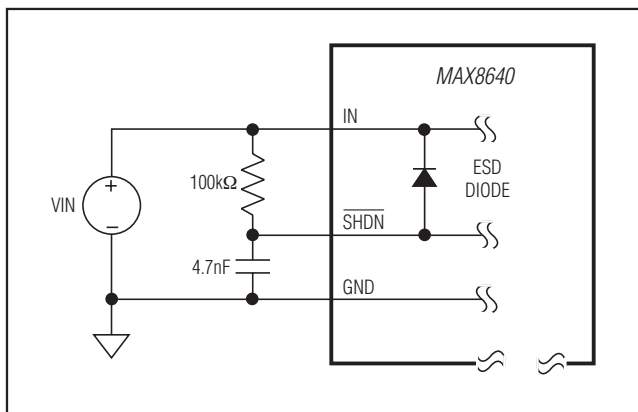 MAX8640
IN
100kΩ
ESD
DIODE
VIN
+
−
SHDN
4.7nF
GND